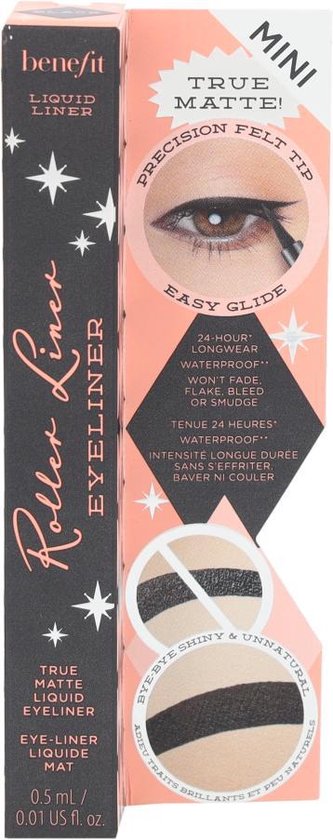 benefit
LIQUID
LINER
Roller Liner
EYELINER
TRUE
MATTE
LIQUID
EYELINER
EYE-LINER
LIQUIDE
MAT
0.5 mL /
0.01 US fl. oz.
MINI
TRUE
MATTE!
PRECISION FELT TIP
EASY GLIDE
24-HOUR*
LONGWEAR
WATERPROOF**
WON'T FADE,
FLAKE, BLEED
OR SMUDGE
TENUE 24 HEURES*
WATERPROOF**
INTENSITÉ LONGUE DURÉE
SANS S'EFFRITER,
BAVER NI COULER
BYE-BYE SHINY & UNNATURAL
ADIEU TRAITS BRILLANTS ET PEU NATURELS